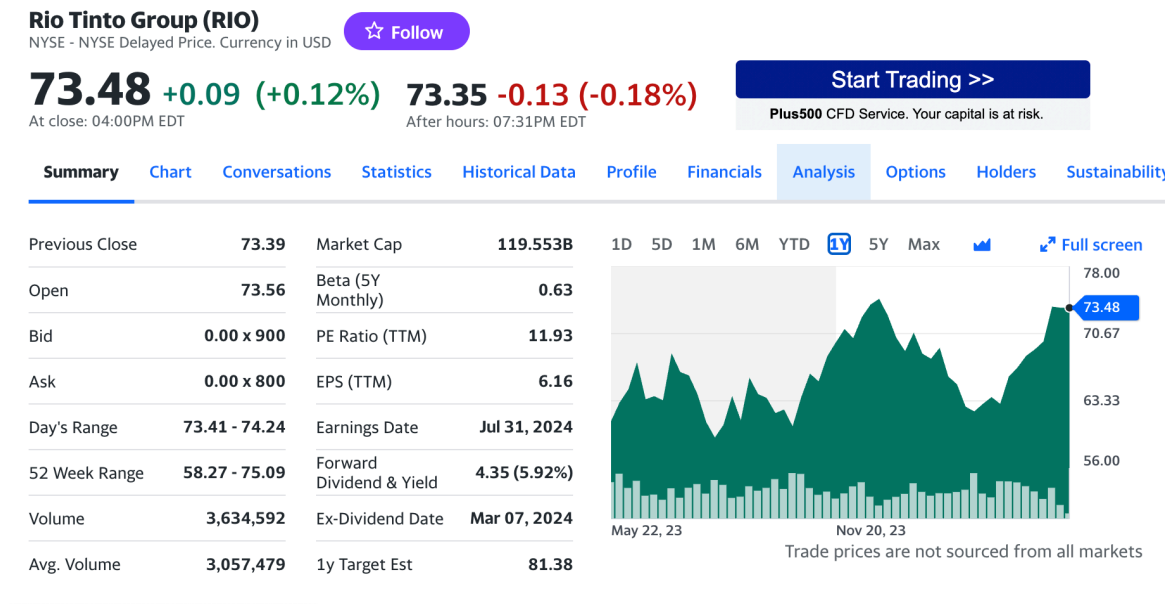 Rio Tinto Group (RIO)
NYSE - NYSE Delayed Price. Currency in USD
Follow
73.48 +0.09 (+0.12%)
At close: 04:00PM EDT
73.35 -0.13 (-0.18%)
After hours: 07:31PM EDT
Start Trading >>
Plus500 CFD Service. Your capital is at risk.
Summary Chart Conversations Statistics Historical Data Profile Financials Analysis Options Holders Sustainability
Previous Close 73.39
Open 73.56
Bid 0.00 x 900
Ask 0.00 x 800
Day's Range 73.41 - 74.24
52 Week Range 58.27 - 75.09
Volume 3,634,592
Avg. Volume 3,057,479
Market Cap 119.553B
Beta (5Y
Monthly) 0.63
PE Ratio (TTM) 11.93
EPS (TTM) 6.16
Earnings Date Jul 31, 2024
Forward
Dividend & Yield 4.35 (5.92%)
Ex-Dividend Date Mar 07, 2024
1y Target Est 81.38
1D 5D 1M 6M YTD 1Y 5Y Max Full screen
78.00
73.48
70.67
63.33
56.00
May 22, 23 Nov 20, 23
Trade prices are not sourced from all markets